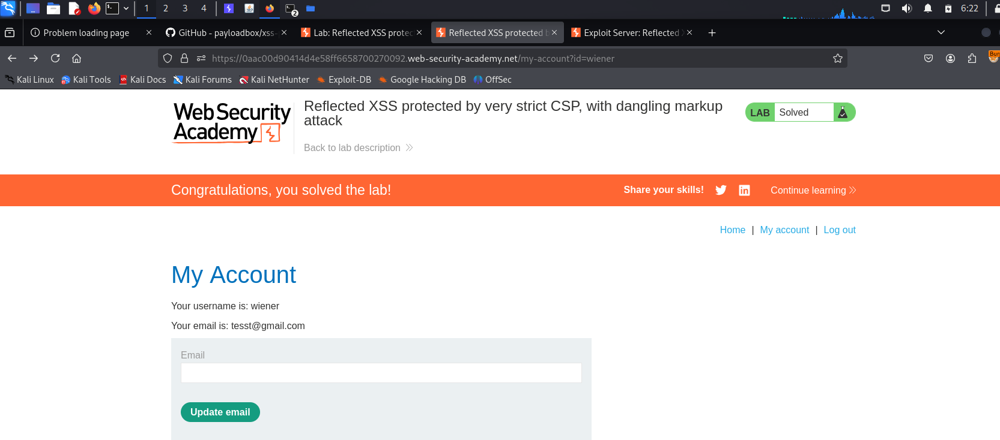 1 2 3 4 2 6:22
Problem loading page GitHub - payloadbox/xss- Lab: Reflected XSS protec Reflected XSS protected b Exploit Server: Reflected
https://0aac00d90414d4e58ff6658700270092.web-security-academy.net/my-account?id=wiener
Kali Linux Kali Tools Kali Docs Kali Forums Kali NetHunter Exploit-DB Google Hacking DB OffSec
Web Security
Academy
Reflected XSS protected by very strict CSP, with dangling markup
attack
LAB Solved
Back to lab description
Congratulations, you solved the lab! Share your skills! Continue learning
Home | My account | Log out
My Account
Your username is: wiener
Your email is: tesst@gmail.com
Email
Update email